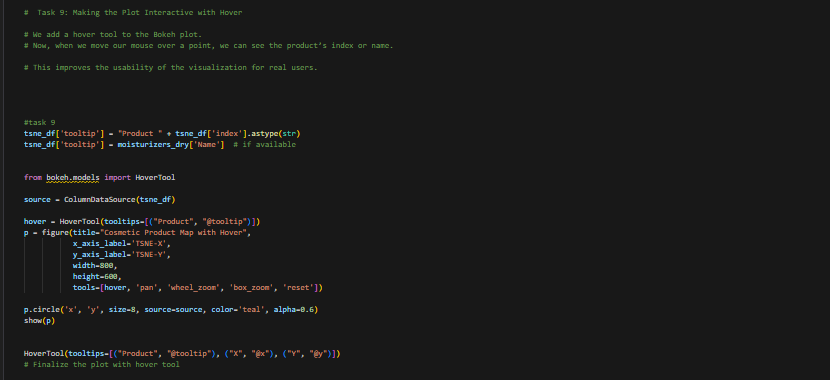 #  Task 9: Making the Plot Interactive with Hover
# We add a hover tool to the Bokeh plot.
# Now, when we move our mouse over a point, we can see the product's index or name.
# This improves the usability of the visualization for real users.
#task 9
tsne_df['tooltip'] = "Product " + tsne_df['index'].astype(str)
tsne_df['tooltip'] = moisturizers_dry['Name']  # if available
from bokeh.models import HoverTool
source = ColumnDataSource(tsne_df)
hover = HoverTool(tooltips=[("Product", "@tooltip")])
p = figure(title="Cosmetic Product Map with Hover",
x_axis_label='TSNE-X',
y_axis_label='TSNE-Y',
width=800,
height=600,
tools=[hover, 'pan', 'wheel_zoom', 'box_zoom', 'reset'])
p.circle('x', 'y', size=8, source=source, color='teal', alpha=0.6)
show(p)
HoverTool(tooltips=[("Product", "@tooltip"), ("X", "@x"), ("Y", "@y")])
# Finalize the plot with hover tool